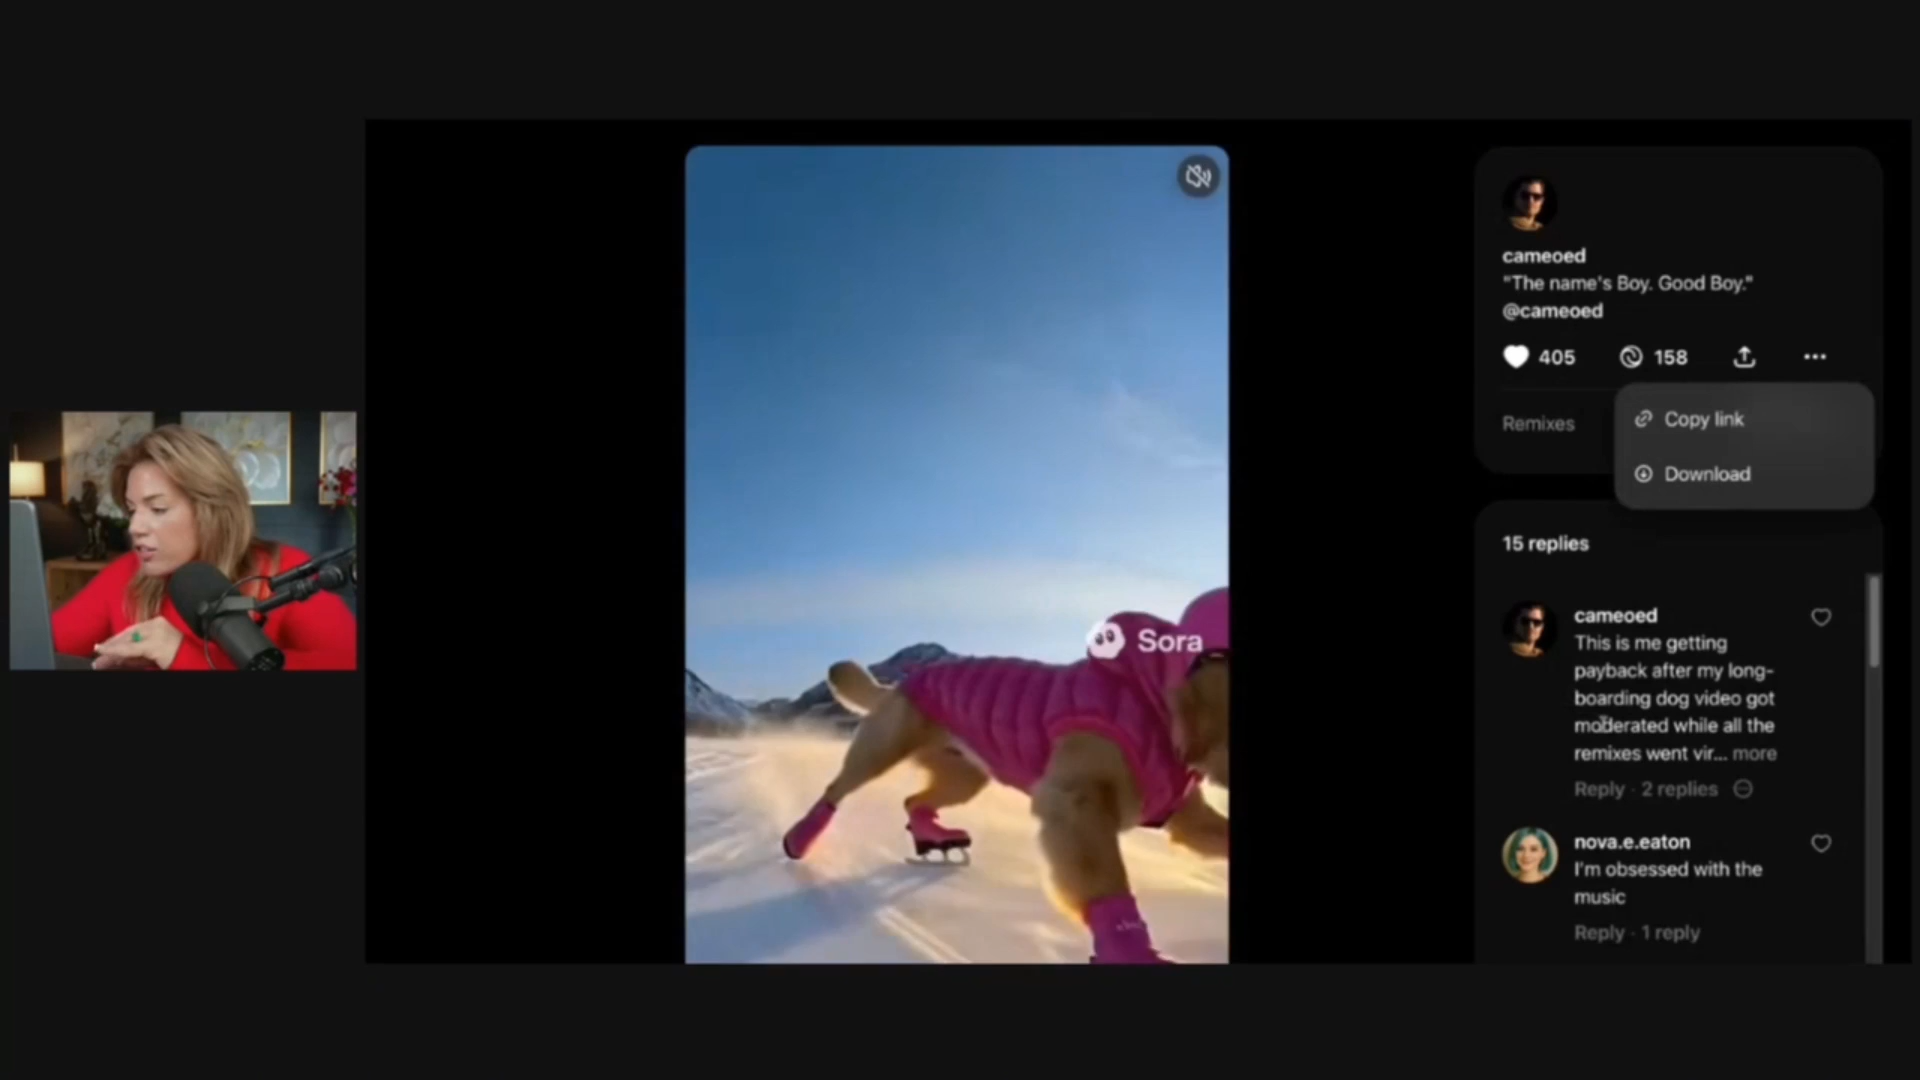 Sora
cameoed
"The name's Boy. Good Boy."
@cameoed
405 158
Copy link
Remixes
Download
15 replies
cameoed
This is me getting
payback after my long-
boarding dog video got
moderated while all the
remixes went vir... more
Reply · 2 replies
nova.e.eaton
I'm obsessed with the
music
Reply · 1 reply